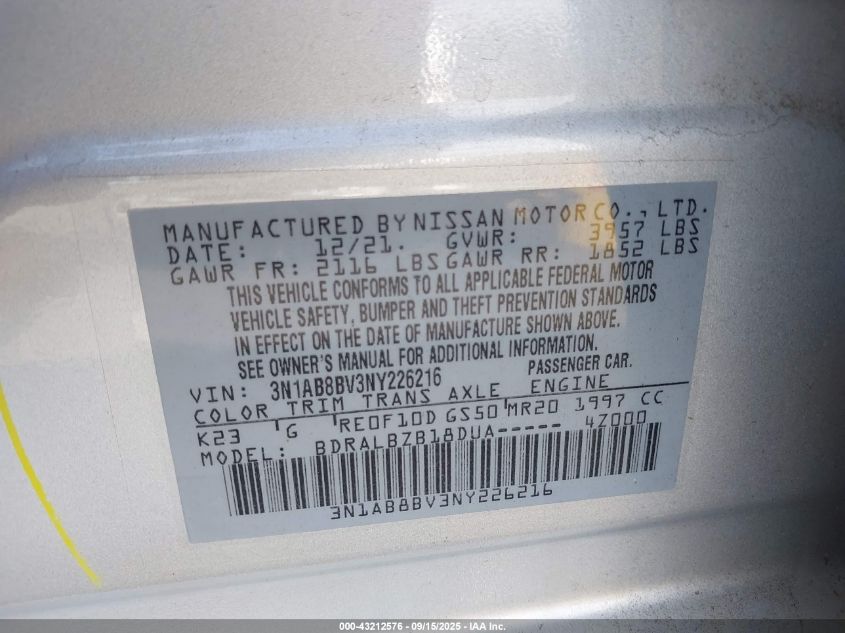 MANUFACTURED BY NISSAN MOTOR CO., LTD.
DATE: 12/21. GVWR: 3957 LBS
GAWR FR: 2116 LBS GAWR RR: 1852 LBS
THIS VEHICLE CONFORMS TO ALL APPLICABLE FEDERAL MOTOR
VEHICLE SAFETY, BUMPER AND THEFT PREVENTION STANDARDS
IN EFFECT ON THE DATE OF MANUFACTURE SHOWN ABOVE.
SEE OWNER'S MANUAL FOR ADDITIONAL INFORMATION.
VIN: 3N1AB8BV3NY226216 PASSENGER CAR.
COLOR TRIM TRANS AXLE ENGINE
K23 'G 'RE0F10D GS50'MR20 1997 CC
MODEL: BDRALBZB18DUA----- 4Z000
3N1AB8BV3NY226216
000-43212576 - 09/15/2025 - IAA Inc.